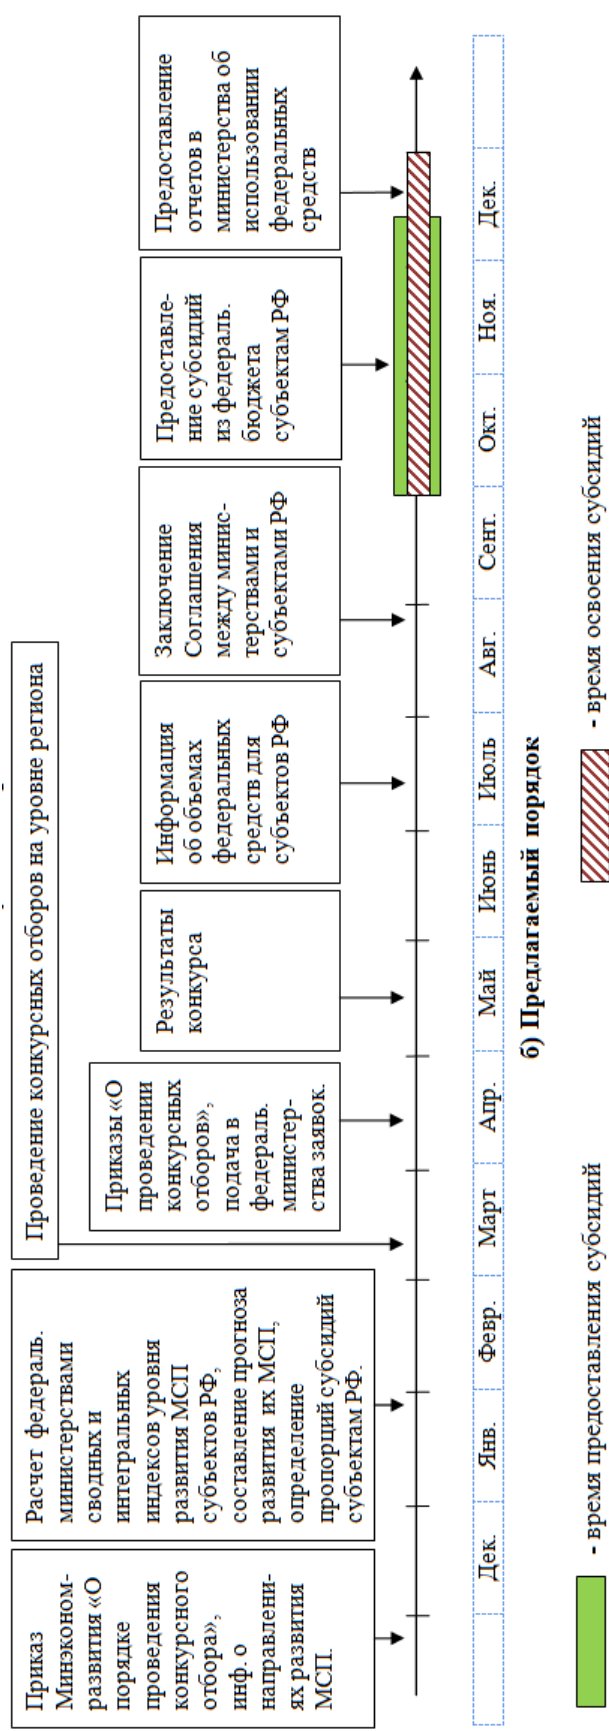 Проведение конкурсных отборов на уровне региона
Приказ
Минэконом-
развития «О
порядке
проведения
конкурсного
отбора»,
инф. о
направлени-
ях развития
МСП.
Расчет федераль.
министерствами
сводных и
интегральных
индексов уровня
развития МСП
субъектов РФ,
составление прогноза
развития их МСП,
определение
пропорций субсидий
субъектам РФ.
Приказы «О
проведении
конкурсных
отборов»,
подача в
федераль.
министер-
ства заявок.
Результаты
конкурса
Информация
об объемах
федеральных
средств для
субъектов РФ
Заключение
Соглашения
между минис-
терствами и
субъектами РФ
Предоставле-
ние субсидий
из федераль.
бюджета
субъектам РФ
Предоставление
отчетов в
министерства об
использовании
федеральных
средств
Дек. Янв. Февр. Март Апр. Май Июнь Июль Авг. Сент. Окт. Ноя. Дек.
б) Предлагаемый порядок
- время предоставления субсидий
- время освоения субсидий